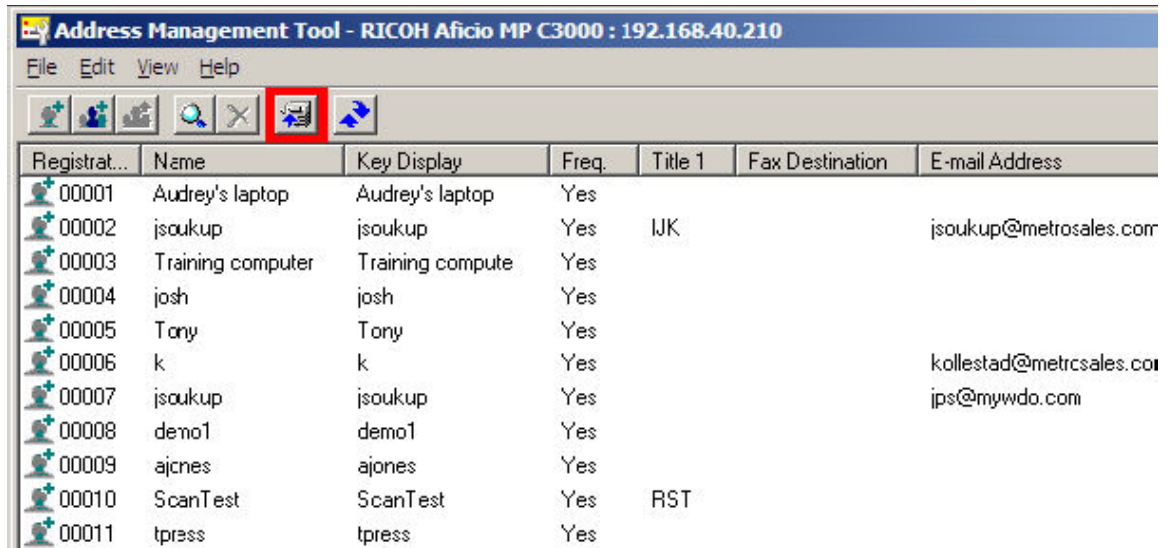 Address Management Tool - RICOH Aficio MP C3000 : 192.168.40.210
File Edit View Help
Registrat... Name Key Display Freq. Title 1 Fax Destination E-mail Address
00001 Audrey's laptop Audrey's laptop Yes
00002 jsoukup jsoukup Yes IJK jsoukup@metrosales.com
00003 Training computer Training compute Yes
00004 josh josh Yes
00005 Tony Tony Yes
00006 k k Yes kollestad@metrosales.co
00007 jsoukup jsoukup Yes jps@mywdo.com
00008 demo1 demo1 Yes
00009 ajones ajones Yes
00010 ScanTest ScanTest Yes RST
00011 tpress tpress Yes